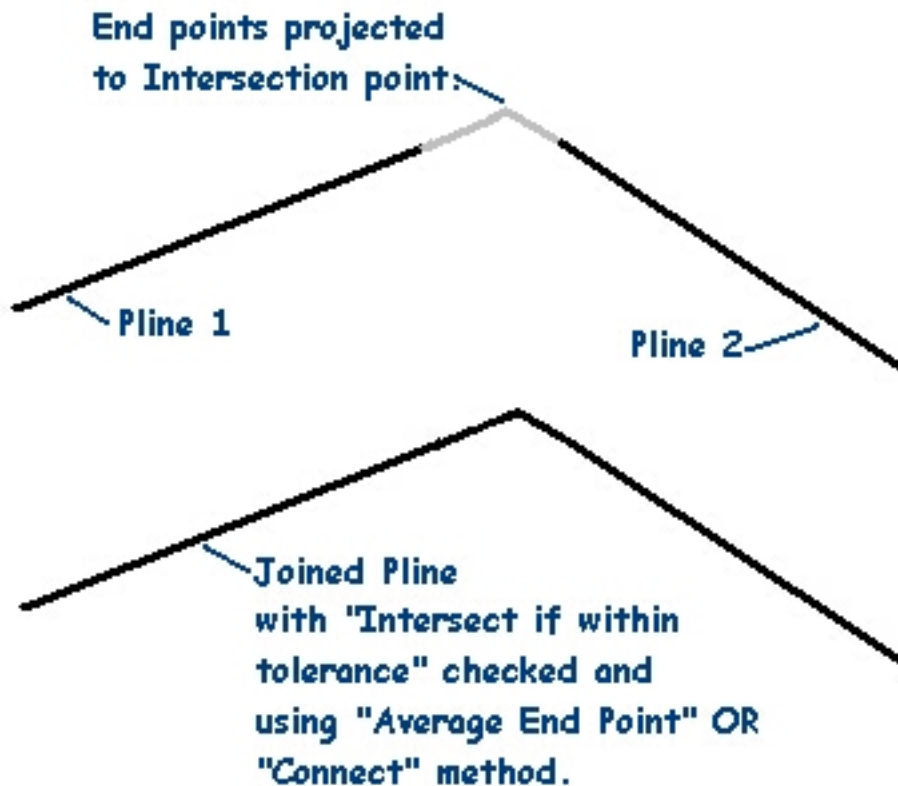 End points projected
to Intersection point.
Pline 1
Pline 2
Joined Pline
with "Intersect if within
tolerance" checked and
using "Average End Point" OR
"Connect" method.